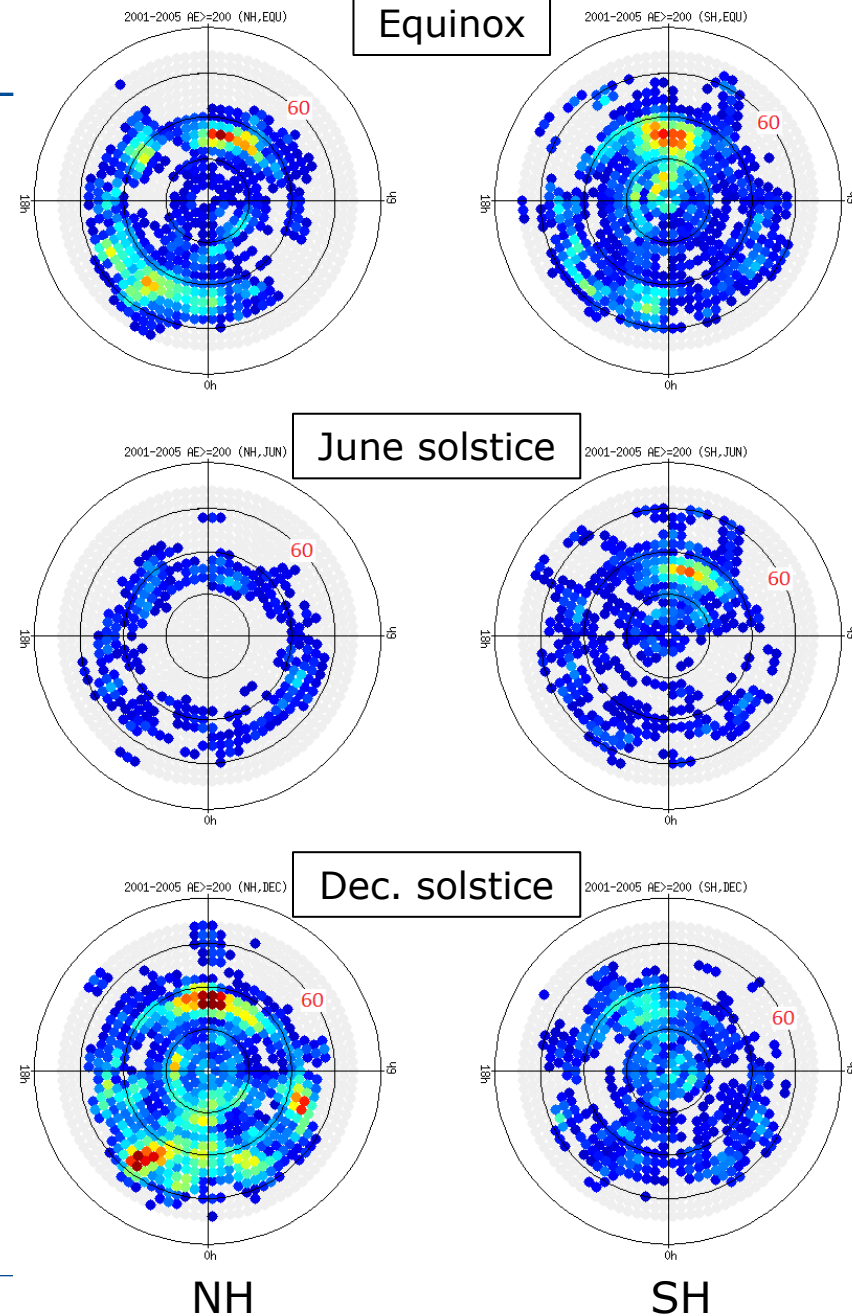 Equinox
2001-2005 AE>=200 (NH,EQU)
2001-2005 AE>=200 (SH,EQU)
60
60
18h
6h
18h
0h
0h
June solstice
2001-2005 AE>=200 (NH,JUN)
2001-2005 AE>=200 (SH,JUN)
60
60
18h
6h
18h
0h
0h
Dec. solstice
2001-2005 AE>=200 (NH,DEC)
2001-2005 AE>=200 (SH,DEC)
60
60
18h
6h
18h
0h
0h
NH
SH